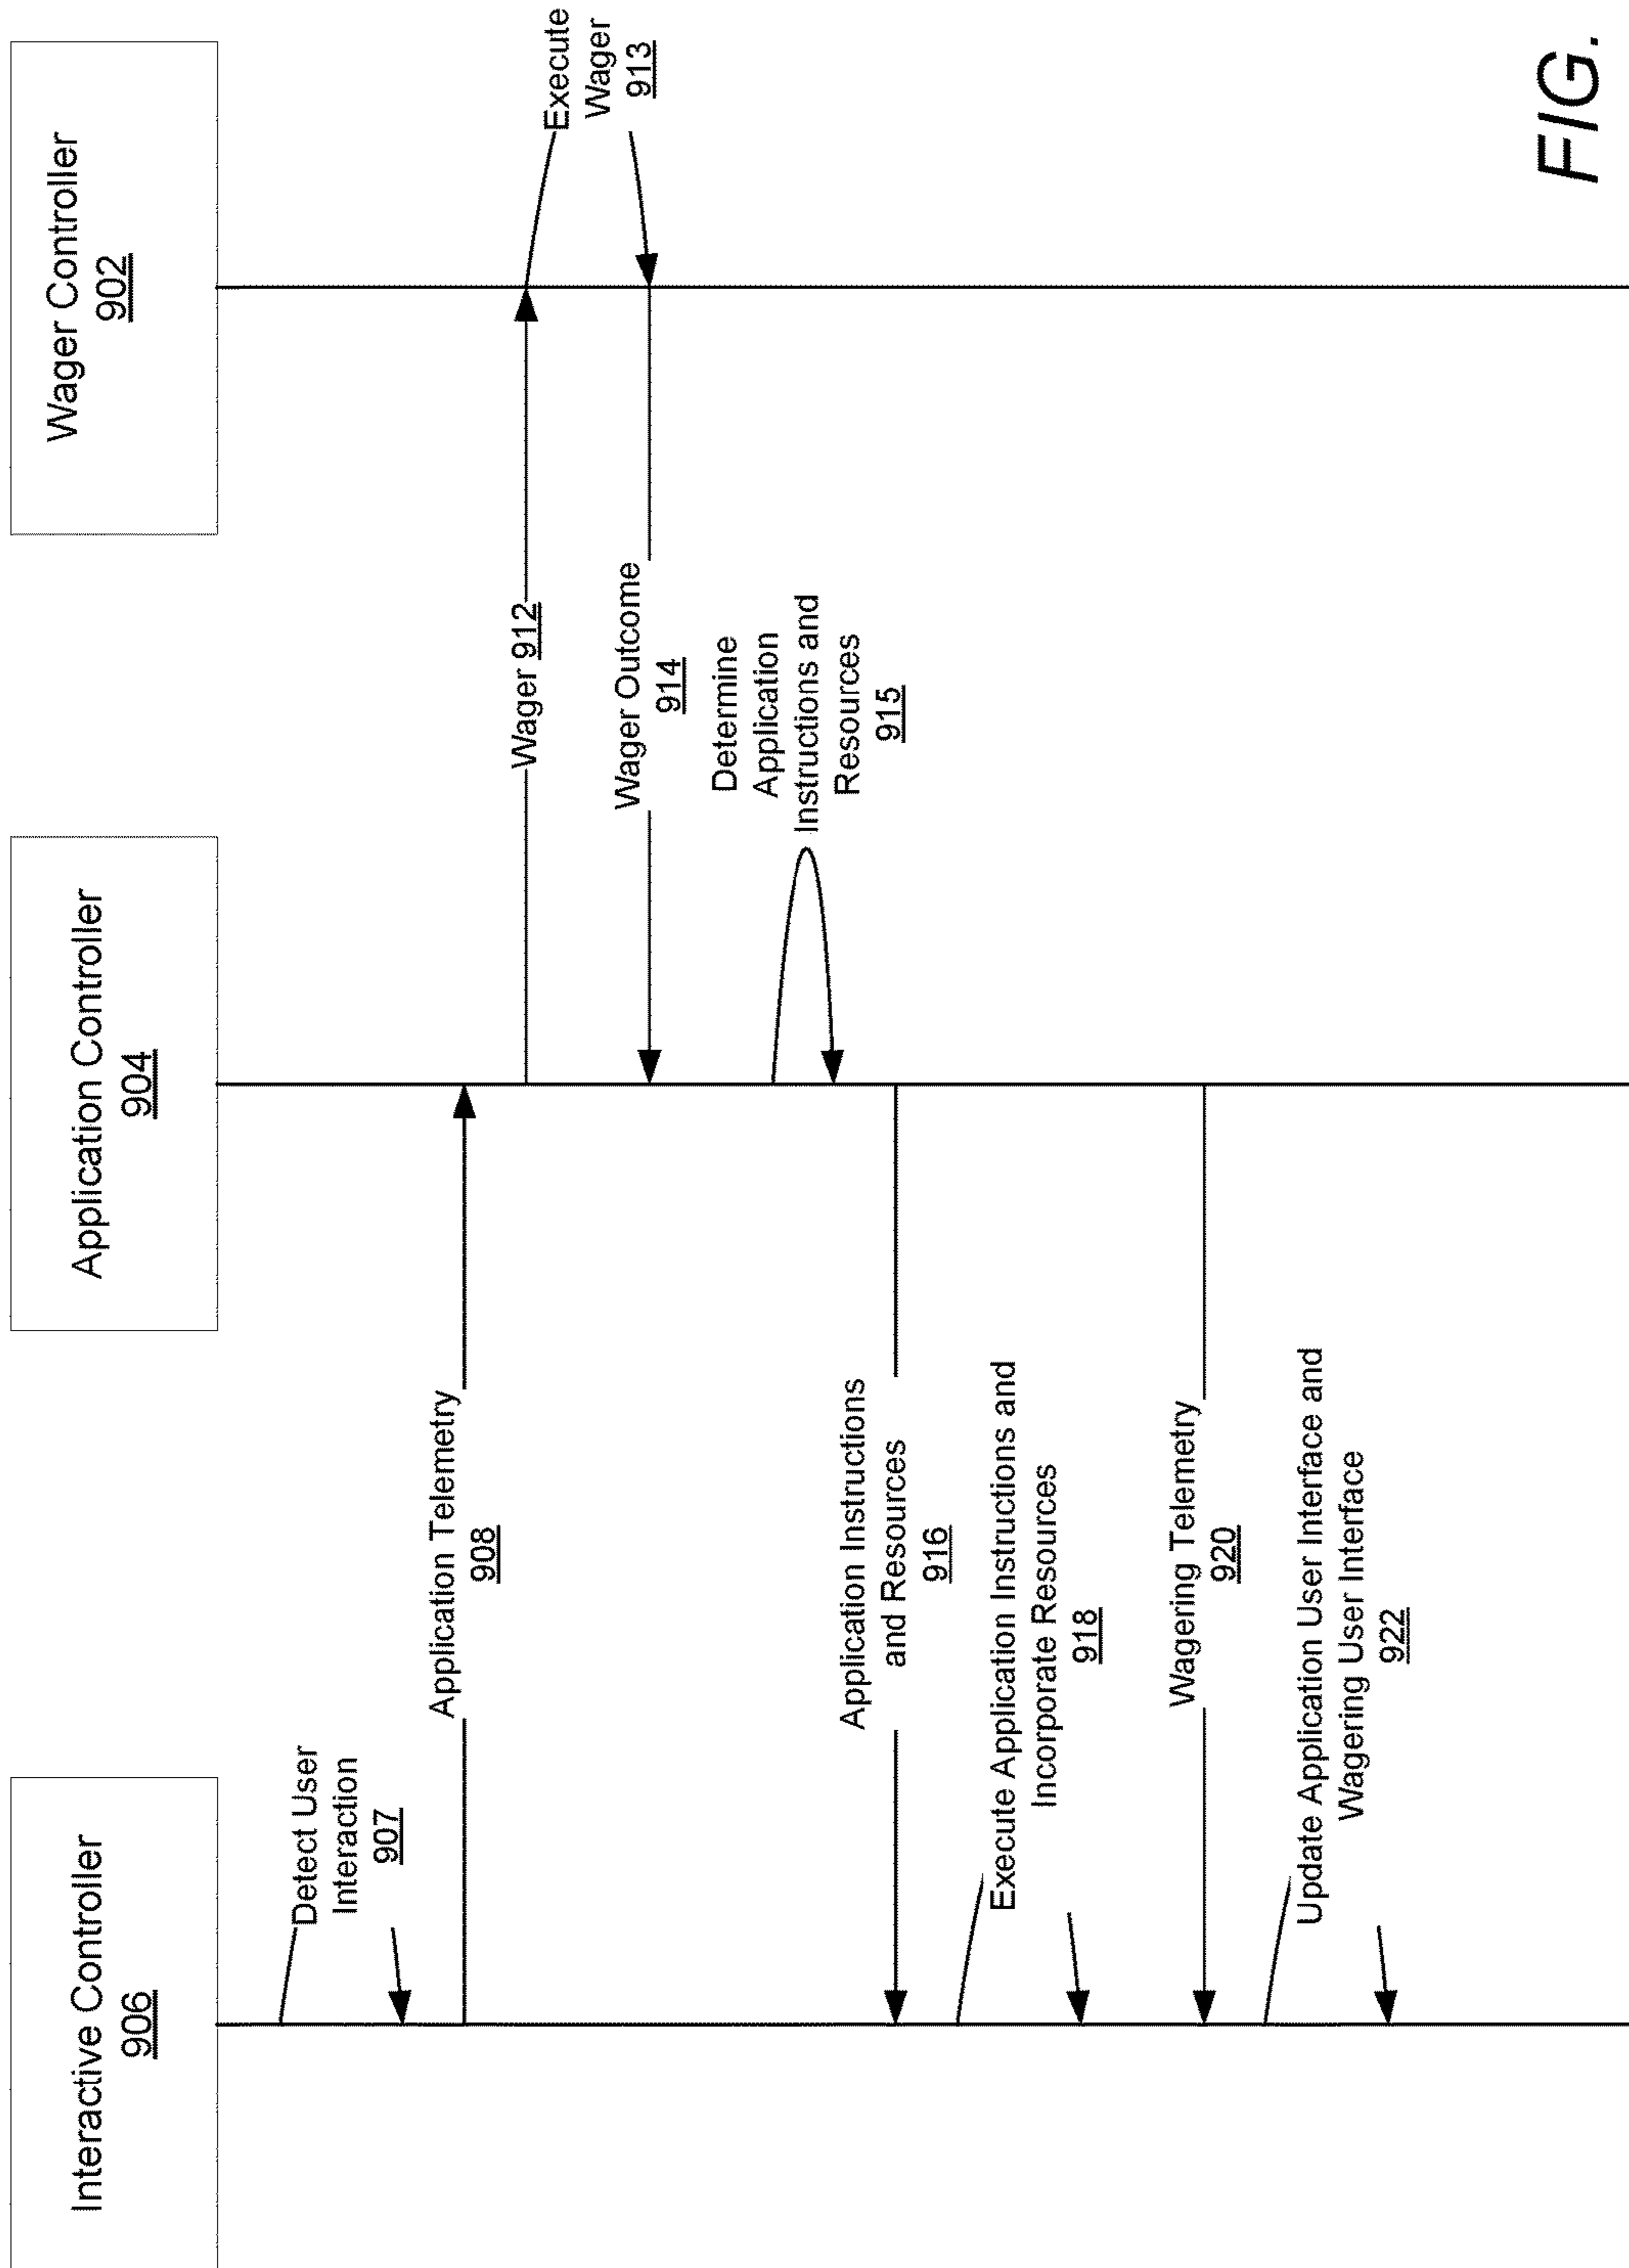 Interactive Controller
906
Application Controller
904
Wager Controller
902
Detect User
Interaction
907
Application Telemetry
908
Wager 912
Execute
Wager
913
Wager Outcome
914
Determine
Application
Instructions and
Resources
915
Application Instructions
and Resources
916
Execute Application Instructions and
Incorporate Resources
918
Wagering Telemetry
920
Update Application User Interface and
Wagering User Interface
922
FIG.